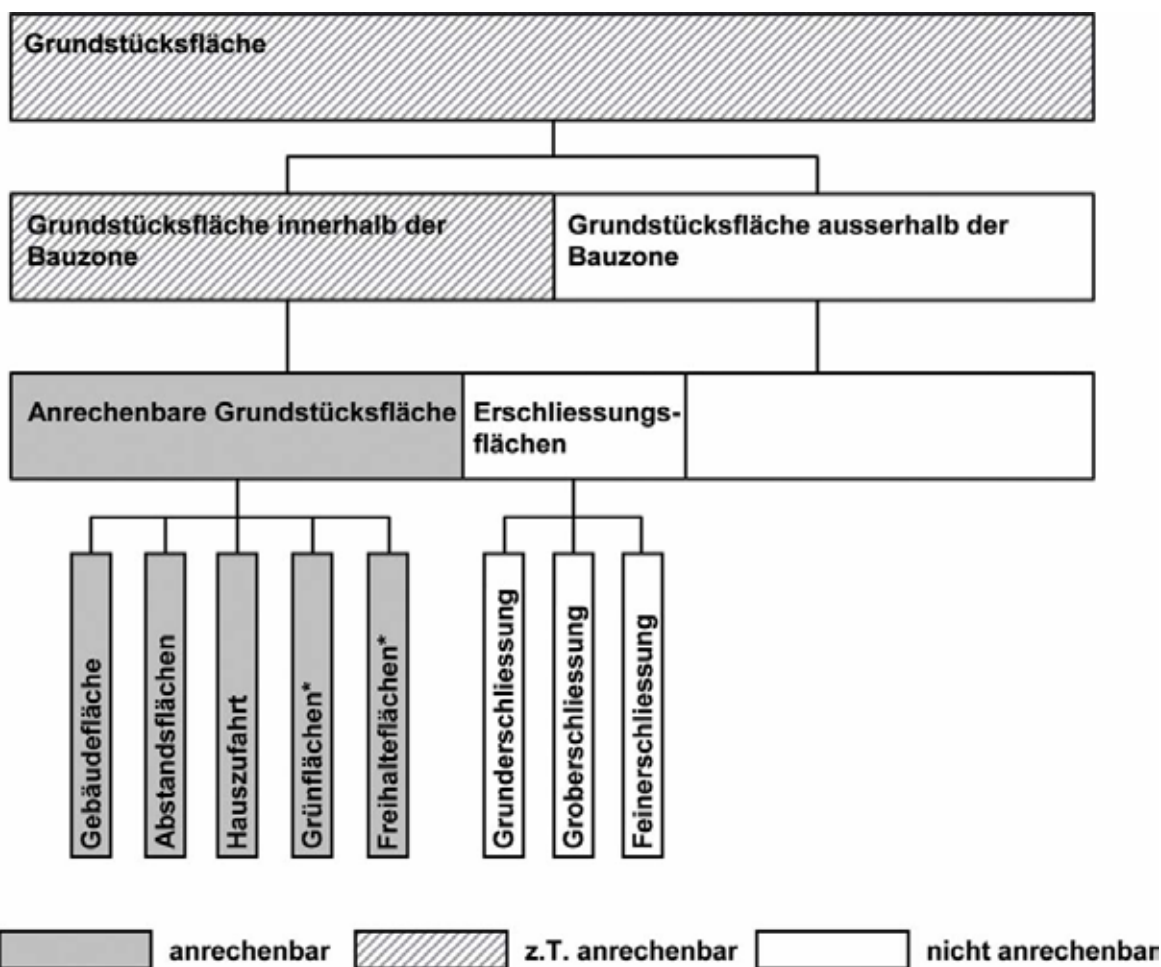 Grundstücksfläche
Grundstücksfläche innerhalb der
Bauzone
Grundstücksfläche ausserhalb der
Bauzone
Anrechenbare Grundstücksfläche
Erschliessungs-
flächen
Gebäudefläche
Abstandsflächen
Hauszufahrt
Grünflächen*
Freihalteflächen*
Grunderschliessung
Groberschliessung
Feinerschliessung
anrechenbar
z.T. anrechenbar
nicht anrechenbar